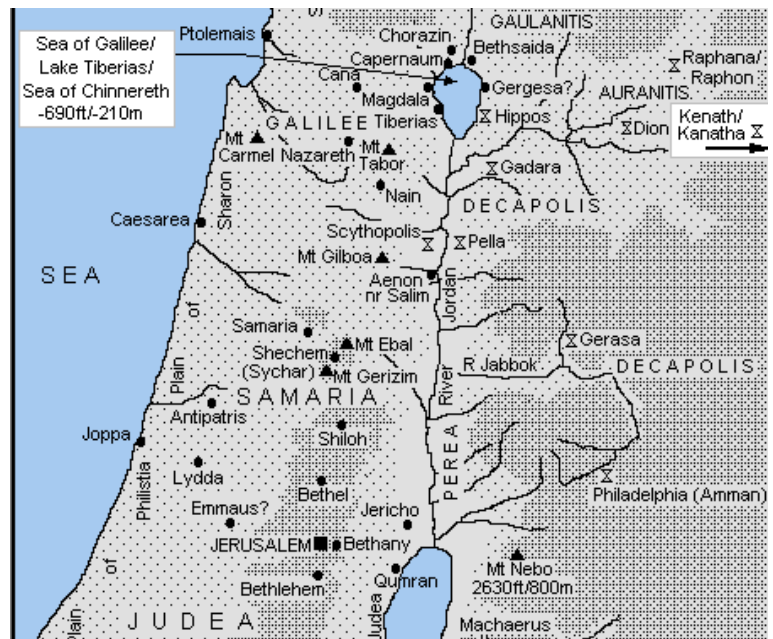 S
GAULANITIS
Ptolemais
Chorazin
Bethsaida
Sea of Galilee/
Lake Tiberias/
Sea of Chinnereth
-690ft/-210m
Capernaum
Raphana/
Raphon
Cana
Gergesa?
AURANITIS
Magdala
Hippos
Kenath/
Kanatha
GALILEE
Tiberias
Dion
Mt
Carmel
Nazareth
Mt
Tabor
Gadara
Nain
DECAPOLIS
Caesarea
Sharon
Scythopolis
Pella
SEA
Mt Gilboa
Aenon
nr Salim
Jordan
of
Samaria
Mt Ebal
Gerasa
Shechem
(Sychar)
Mt Gerizim
R Jabbok
DECAPOLIS
Plain
River
SAMARIA
Antipatris
Joppa
Shiloh
PEREA
Lydda
Philistia
Bethel
Philadelphia (Amman)
Emmaus?
Jericho
JERUSALEM
Bethany
of
Mt Nebo
2630ft/800m
Bethlehem
Qumran
JUDEA
Judea
Machaerus
Plain